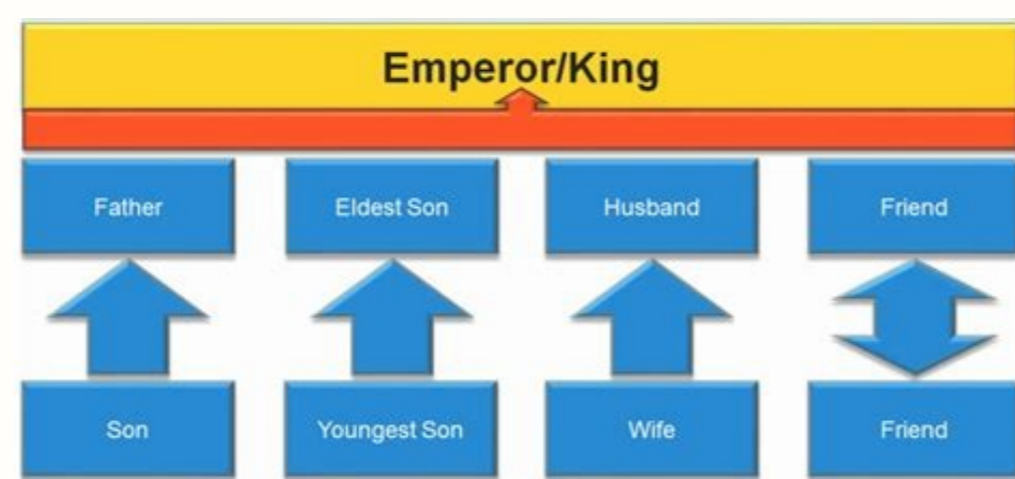 Emperor/King
Father
Eldest Son
Husband
Friend
Son
Youngest Son
Wife
Friend